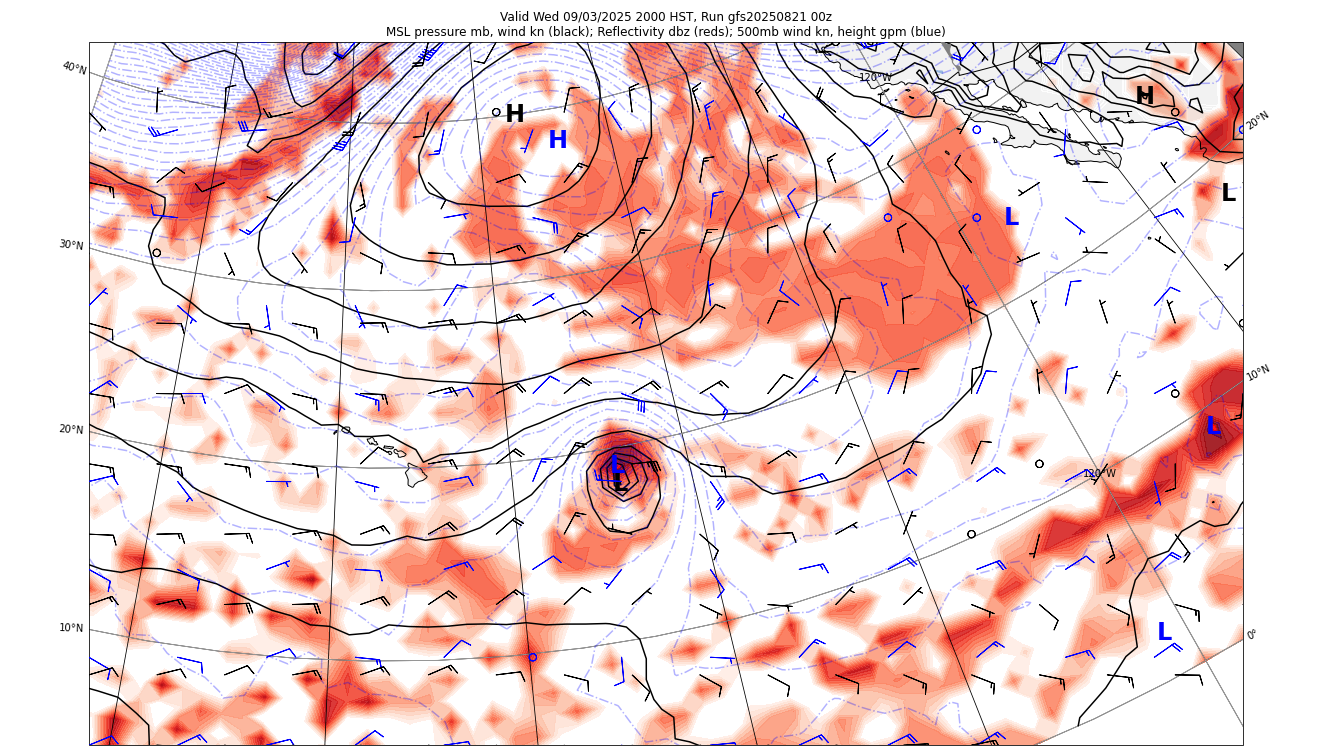 Valid Wed 09/03/2025 2000 HST, Run gfs20250821 00z
MSL pressure mb, wind kn (black); Reflectivity dbz (reds); 500mb wind kn, height gpm (blue)
40°N
120°W
H
H
H
20°N
L
L
30°N
10°N
20°N
L
L
L
120°W
10°N
L
0°